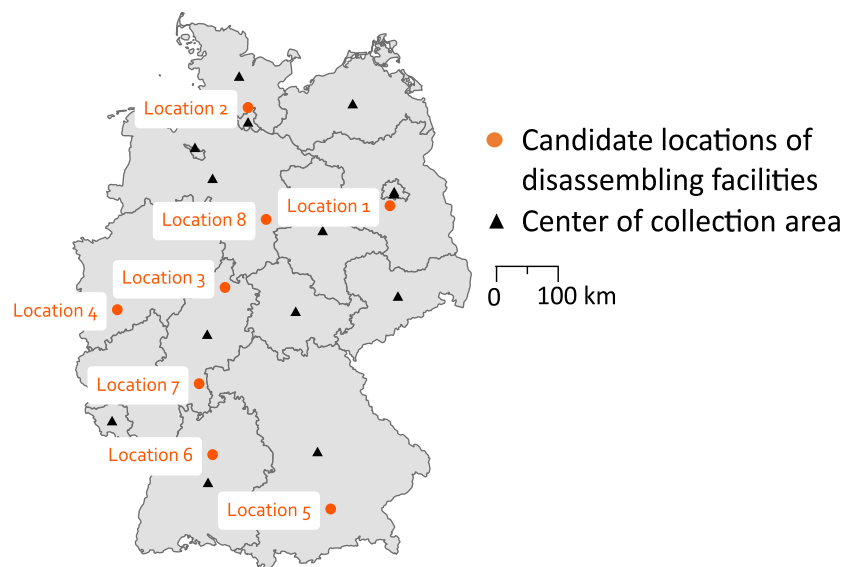 Location 2
Candidate locations of
disassembling facilities
Location 1
Location 8
Center of collection area
Location 3
0 100 km
Location 4
Location 7
Location 6
Location 5